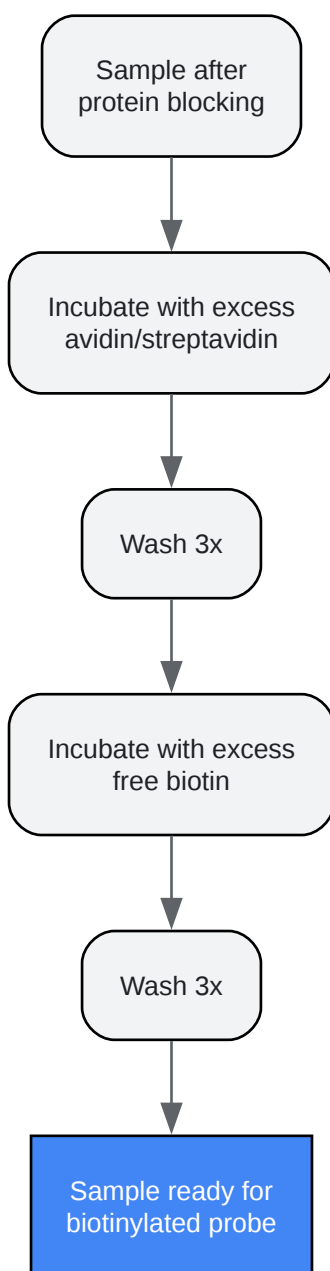 Sample after
protein blocking
Incubate with excess
avidin/streptavidin
Wash 3x
Incubate with excess
free biotin
Wash 3x
Sample ready for
biotinylated probe